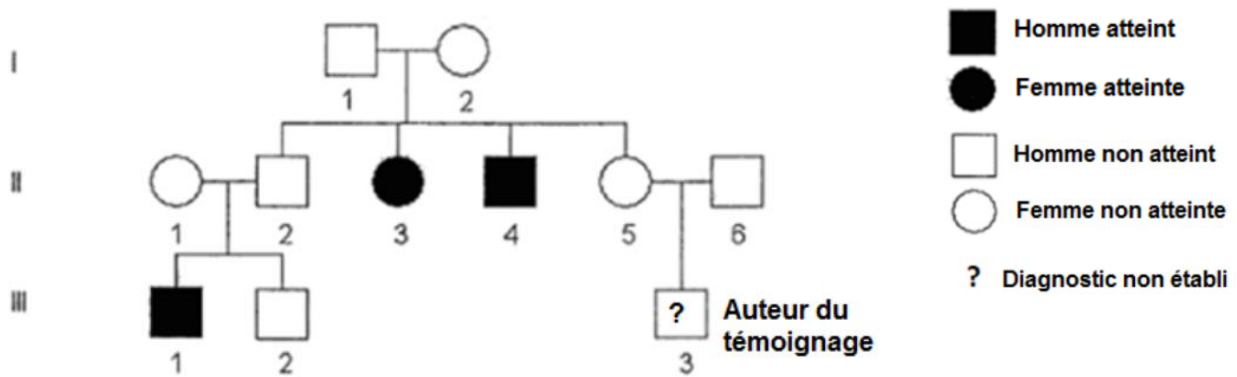 I
1 2
II
1 2 3 4 5 6
III
? Auteur du
témoignage
1 2 3
Homme atteint
Femme atteinte
Homme non atteint
Femme non atteinte
? Diagnostic non établi